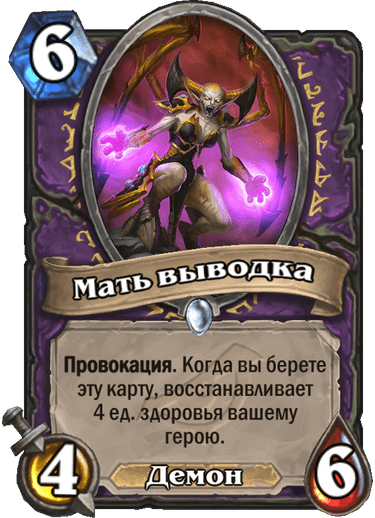 6
Мать выводка
Провокация. Когда вы берете
эту карту, восстанавливает
4 ед. здоровья вашему
герою.
4
Демон
6